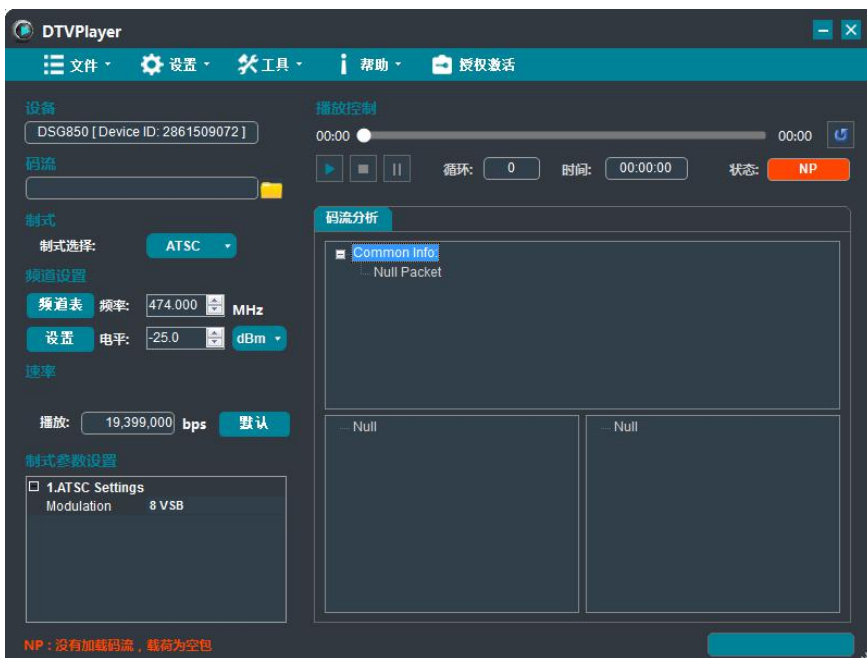 DTVPlayer
文件 设置 工具 帮助 授权激活
设备
DSG850 [ Device ID: 2861509072 ]
码流
制式
制式选择: ATSC
频道设置
频道表 频率: 474.000 MHz
设置 电平: -25.0 dBm
速率
播放: 19,399,000 bps 默认
制式参数设置
1.ATSC Settings
Modulation 8 VSB
NP : 没有加载码流 , 载荷为空包
播放控制
00:00 00:00
循环: 0 时间: 00:00:00 状态: NP
码流分析
Common Info:
Null Packet
Null
Null